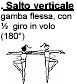 . Salto verticale
gamba flessa, con
½ giro in volo
(180°)